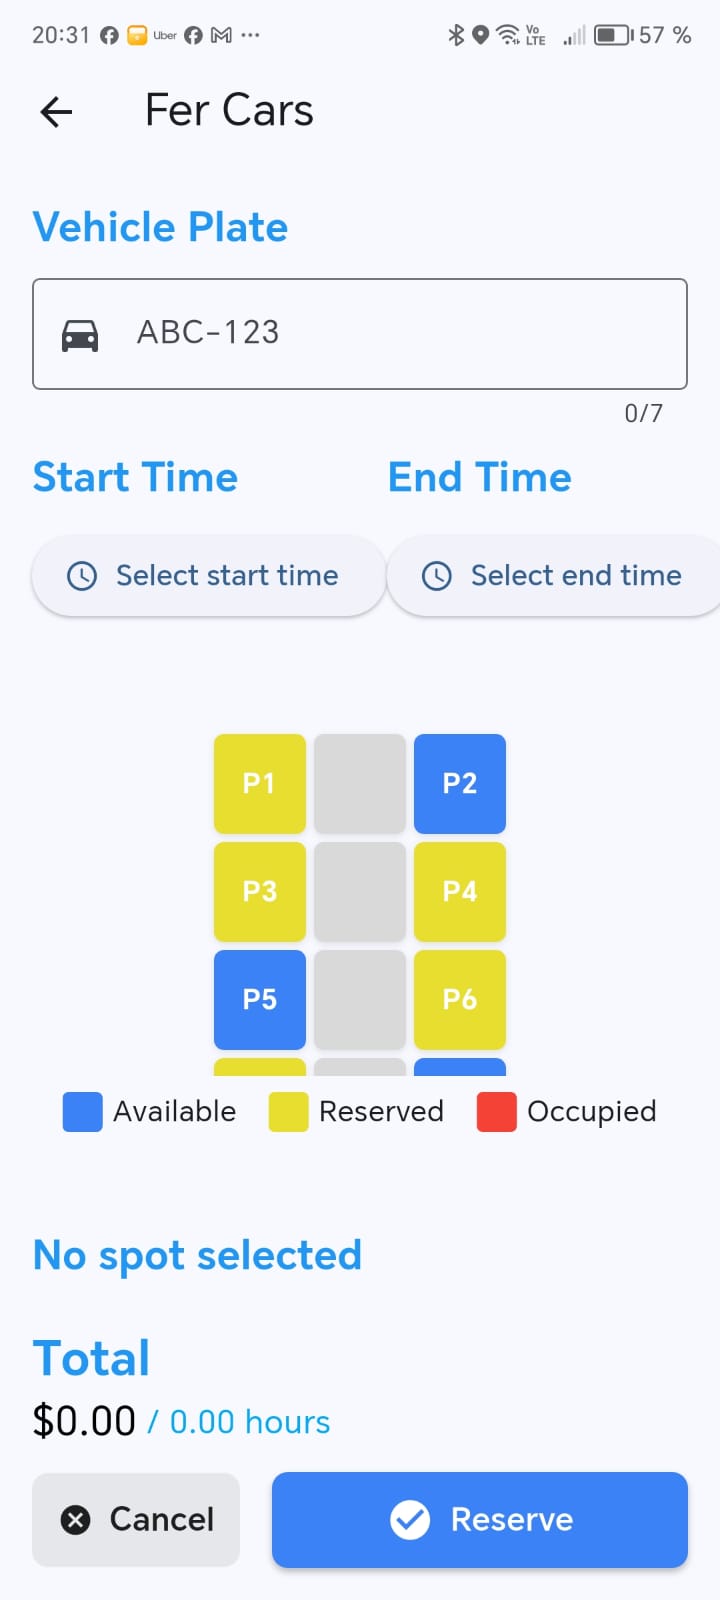 20:31 Uber ... Vo LTE 57 %
Fer Cars
Vehicle Plate
ABC-123
0/7
Start Time End Time
Select start time Select end time
P1 P2
P3 P4
P5 P6
Available Reserved Occupied
No spot selected
Total
$0.00 / 0.00 hours
Cancel Reserve